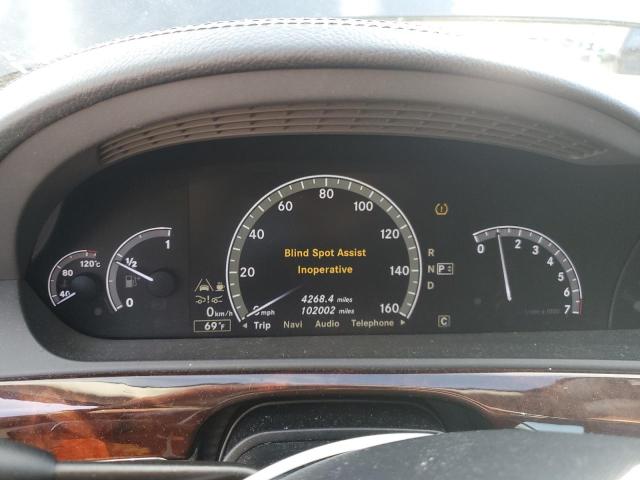 120°C
80
40
1
1/2
0
0 km/h
69°F
0 mph
20
40
60
80
100
120
140
160
Blind Spot Assist
Inoperative
4268.4 miles
102002 miles
Trip Navi Audio Telephone
R
N P
D
C
0
1
2
3
4
5
6
7